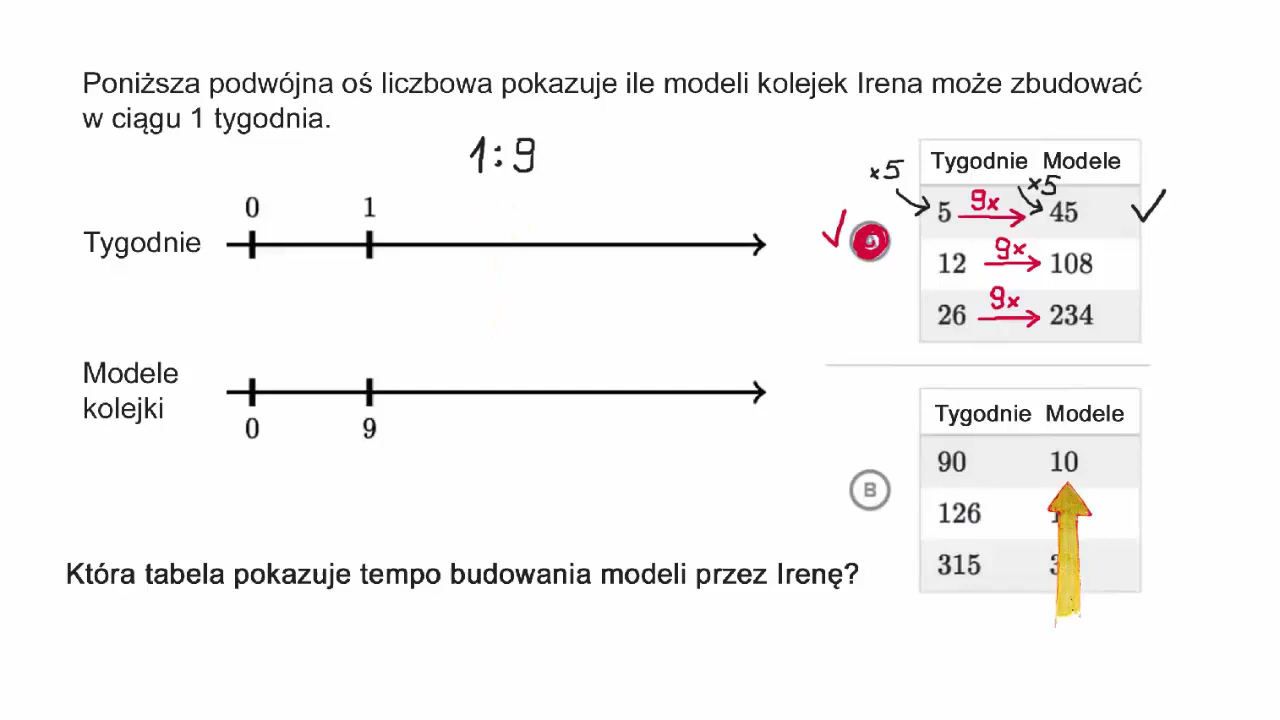 Poniższa podwójna oś liczbowa pokazuje ile modeli kolejek Irena może zbudować
w ciągu 1 tygodnia.
1:9
0 1
Tygodnie
Modele
kolejki
0 9
Która tabela pokazuje tempo budowania modeli przez Irenę?
Tygodnie Modele
×5 ×5
5 9x 45
12 9x 108
26 9x 234
Tygodnie Modele
90 10
B
126
315